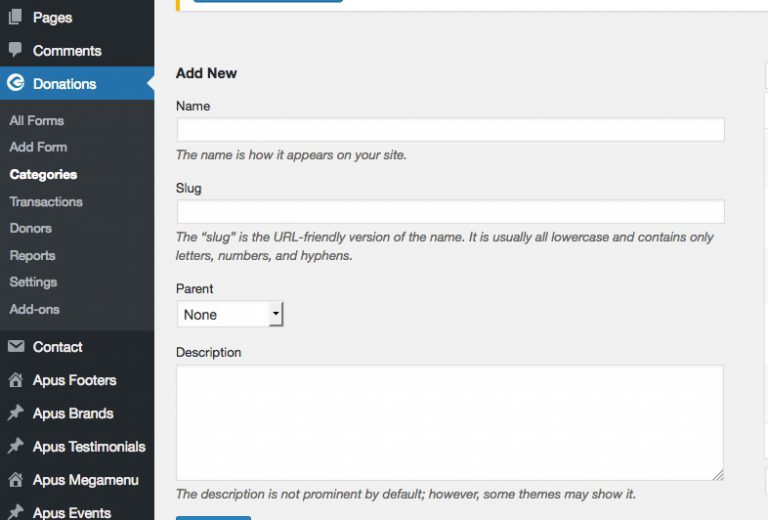 Pages
Comments
Donations
All Forms
Add Form
Categories
Transactions
Donors
Reports
Settings
Add-ons
Contact
Apus Footers
Apus Brands
Apus Testimonials
Apus Megamenu
Apus Events
Add New
Name
The name is how it appears on your site.
Slug
The “slug” is the URL-friendly version of the name. It is usually all lowercase and contains only
letters, numbers, and hyphens.
Parent
None
Description
The description is not prominent by default; however, some themes may show it.